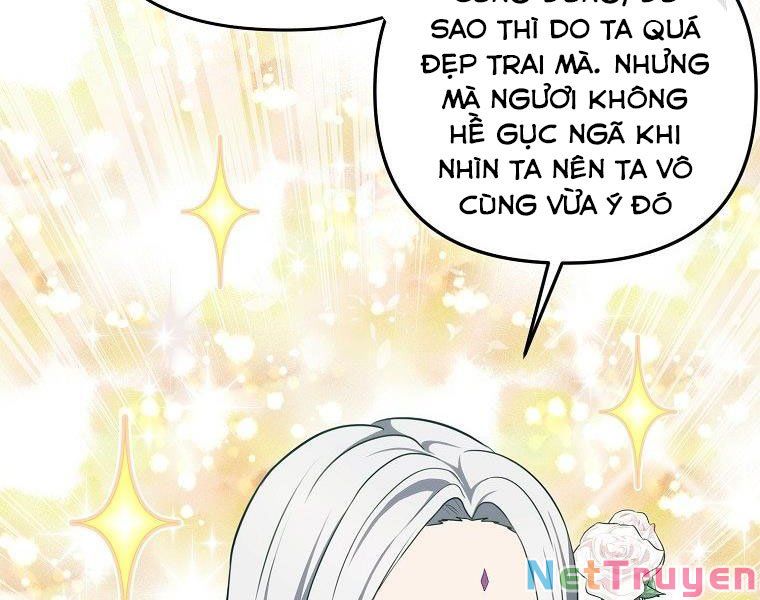 SAO THÌ DO TA QUÁ
ĐẸP TRAI MÀ. NHƯNG
MÀ NGƯƠI KHÔNG
HỀ GỤC NGÃ KHI
NHÌN TA NÊN TA VÔ
CÙNG VỪA Ý ĐÓ
NetTruyen